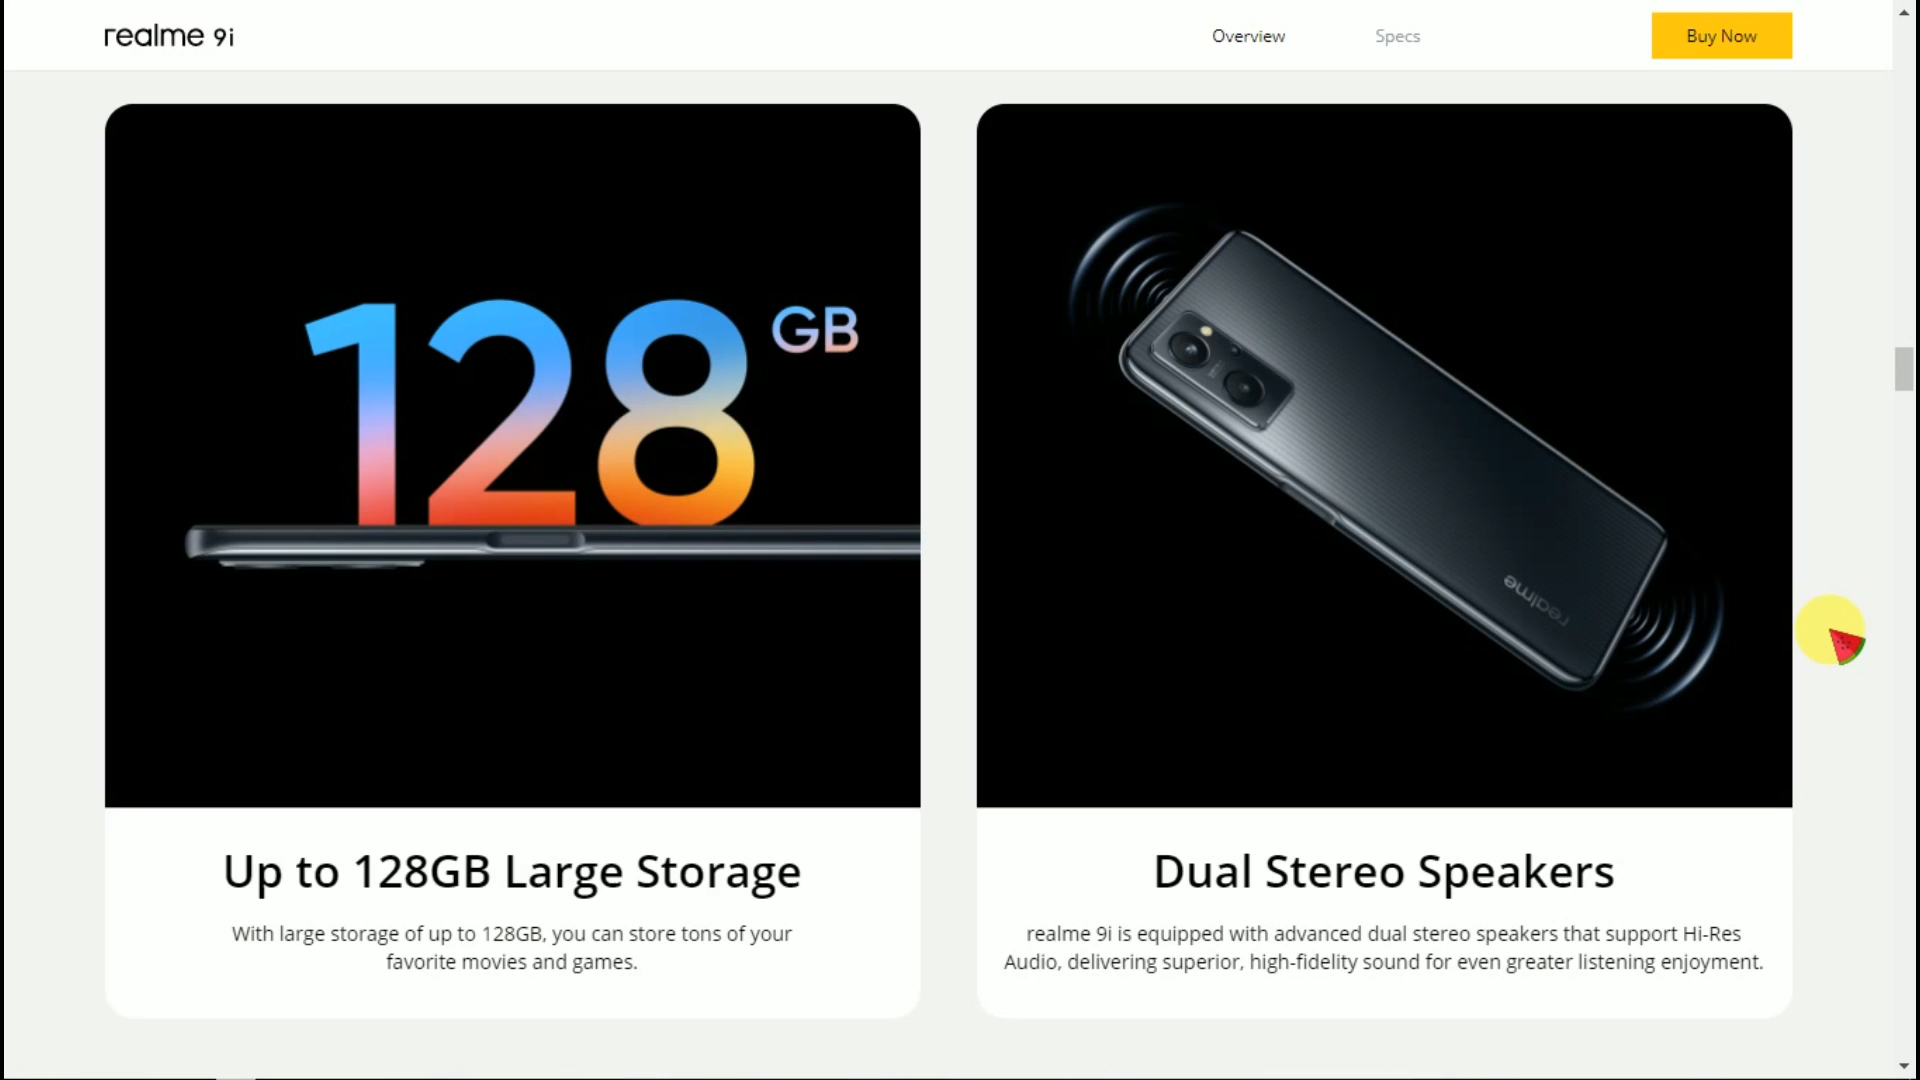 realme 9i
Overview
Specs
Buy Now
128 GB
realme
Up to 128GB Large Storage
With large storage of up to 128GB, you can store tons of your
favorite movies and games.
Dual Stereo Speakers
realme 9i is equipped with advanced dual stereo speakers that support Hi-Res
Audio, delivering superior, high-fidelity sound for even greater listening enjoyment.